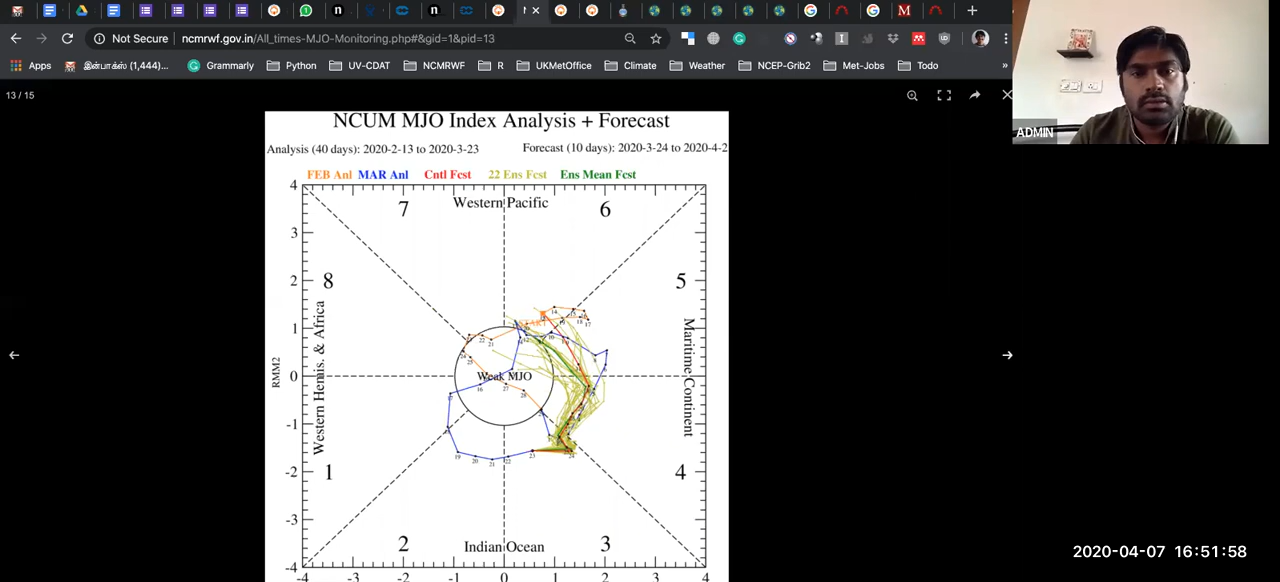 Not Secure ncmrwf.gov.in/All_times-MJO-Monitoring.php#&gid=1&pid=13
Apps இன்பாக்ஸ் (1,444)... Grammarly Python UV-CDAT NCMRWF R UKMetOffice Climate Weather NCEP-Grib2 Met-Jobs Todo »
13 / 15
ADMIN
NCUM MJO Index Analysis + Forecast
Analysis (40 days): 2020-2-13 to 2020-3-23 Forecast (10 days): 2020-3-24 to 2020-4-2
FEB Anl MAR Anl Cntl Fcst 22 Ens Fcst Ens Mean Fcst
4
Western Pacific
7 6
3
2
8 5
1
Western Hemis. & Africa
Maritime Continent
RMM2
0
Weak MJO
-1
-2
1 4
-3
2 Indian Ocean 3
-4
-4 -3 -2 -1 0 1 2 3 4
2020-04-07 16:51:58